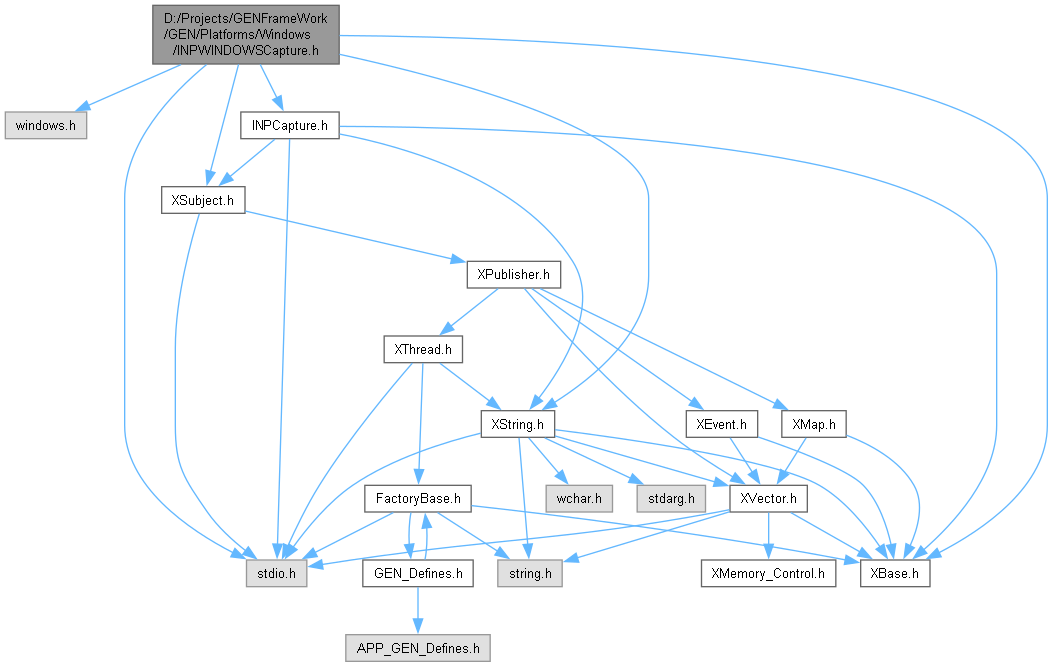 D:/Projects/GENFrameWork
/GEN/Platforms/Windows
/INPWINDOWSCapture.h
windows.h
INPCapture.h
XSubject.h
XPublisher.h
XThread.h
XString.h
XEvent.h
XMap.h
FactoryBase.h
wchar.h
stdarg.h
XVector.h
stdio.h
GEN_Defines.h
string.h
XMemory_Control.h
XBase.h
APP_GEN_Defines.h